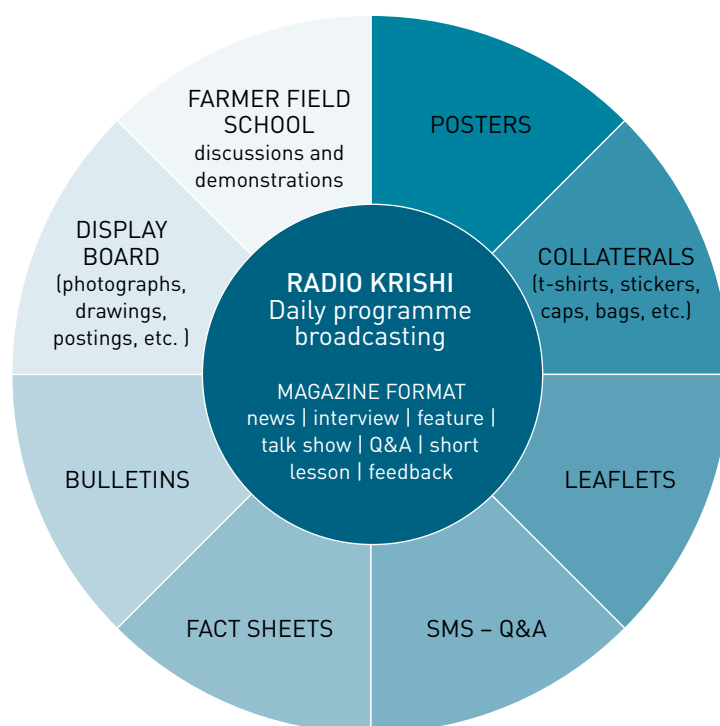 FARMER FIELD
SCHOOL
discussions and
demonstrations
POSTERS
COLLATERALS
(t-shirts, stickers,
caps, bags, etc.)
LEAFLETS
SMS – Q&A
FACT SHEETS
BULLETINS
DISPLAY
BOARD
(photographs,
drawings,
postings, etc. )
RADIO KRISHI
Daily programme
broadcasting
MAGAZINE FORMAT
news | interview | feature |
talk show | Q&A | short
lesson | feedback